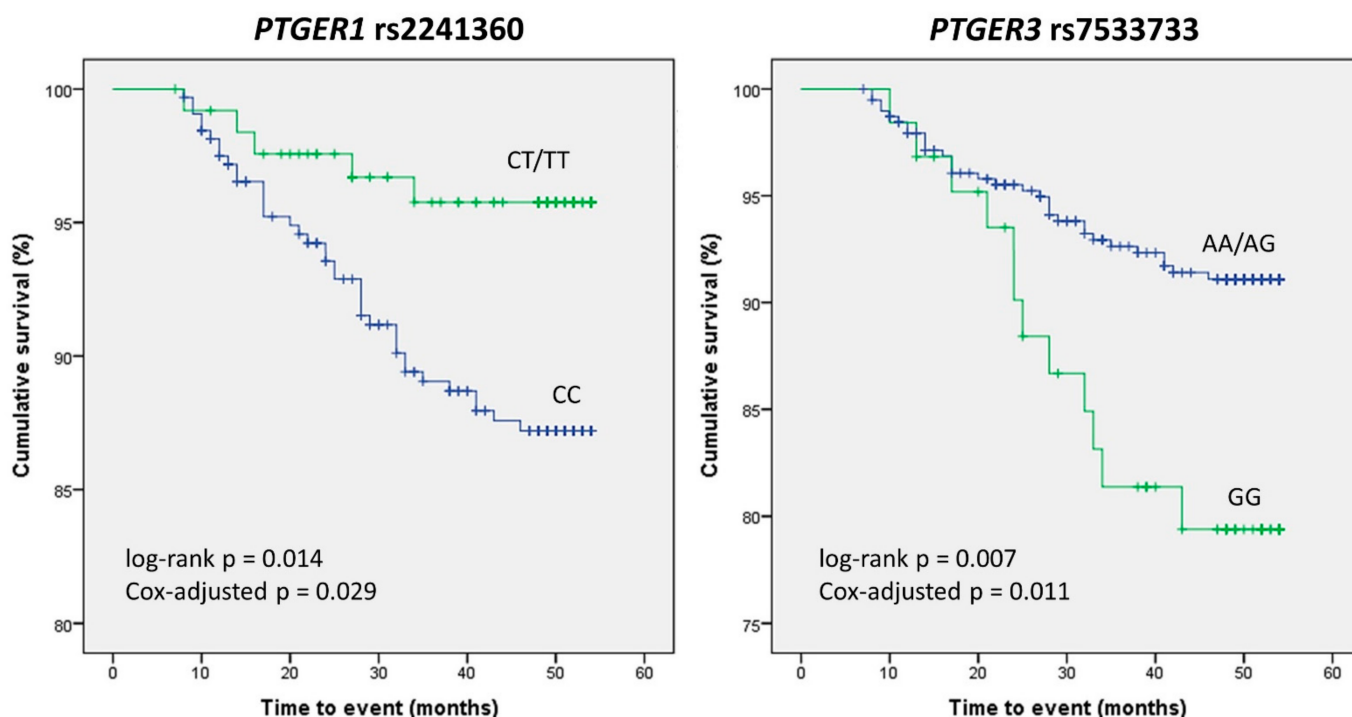 PTGER1 rs2241360
100
95
90
85
80
Cumulative survival (%)
CT/TT
CC
log-rank p = 0.014
Cox-adjusted p = 0.029
0 10 20 30 40 50 60
Time to event (months)
PTGER3 rs7533733
100
95
90
85
80
75
Cumulative survival (%)
AA/AG
GG
log-rank p = 0.007
Cox-adjusted p = 0.011
0 10 20 30 40 50 60
Time to event (months)